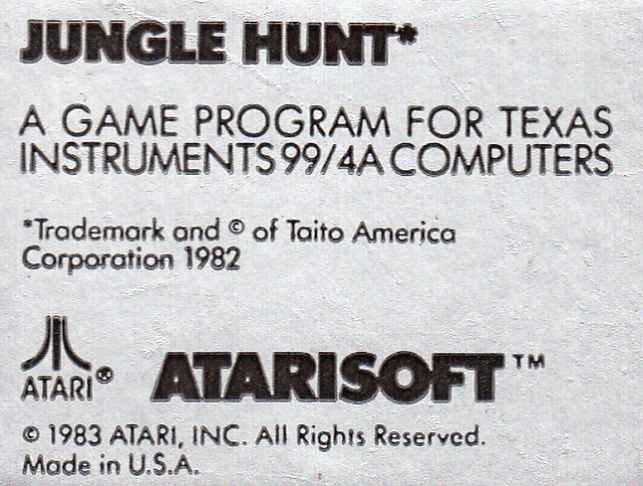 JUNGLE HUNT*
A GAME PROGRAM FOR TEXAS
INSTRUMENTS 99/4A COMPUTERS
*Trademark and © of Taito America
Corporation 1982
ATARI® ATARISOFT™
© 1983 ATARI, INC. All Rights Reserved.
Made in U.S.A.